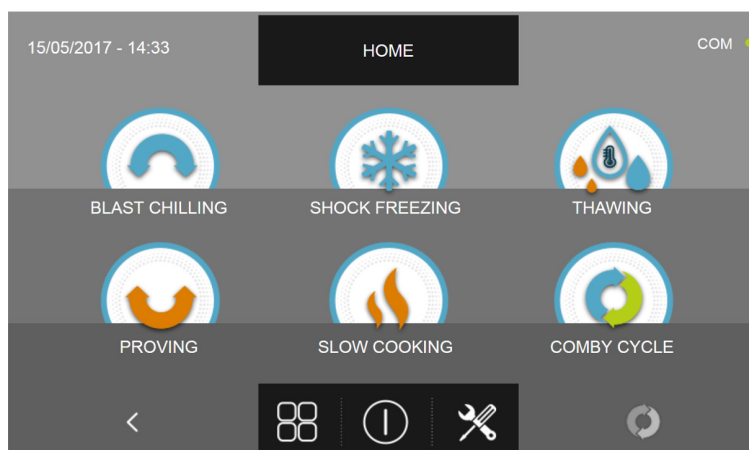 15/05/2017 - 14:33
HOME
COM
BLAST CHILLING
SHOCK FREEZING
THAWING
PROVING
SLOW COOKING
COMBY CYCLE